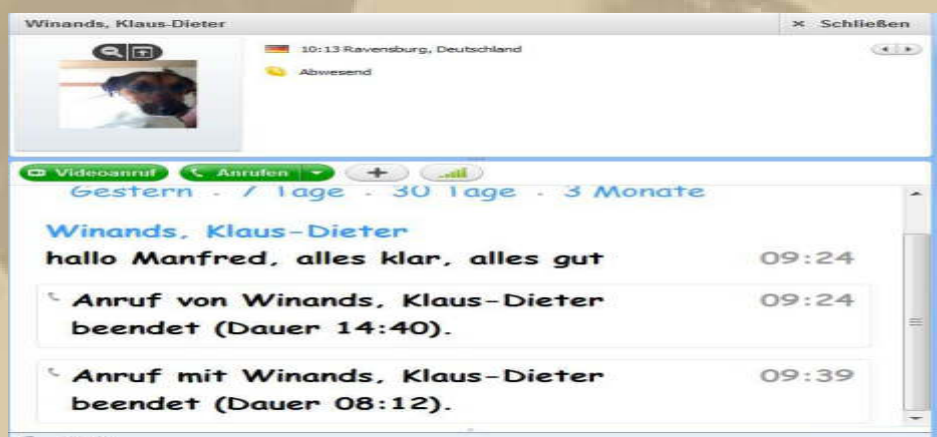 Winands, Klaus-Dieter
× Schließen
10:13 Ravensburg, Deutschland
Abwesend
Videoanruf Anrufen +
Gestern . 7 Tage . 30 Tage . 3 Monate
Winands, Klaus-Dieter
hallo Manfred, alles klar, alles gut 09:24
Anruf von Winands, Klaus-Dieter 09:24
beendet (Dauer 14:40).
Anruf mit Winands, Klaus-Dieter 09:39
beendet (Dauer 08:12).